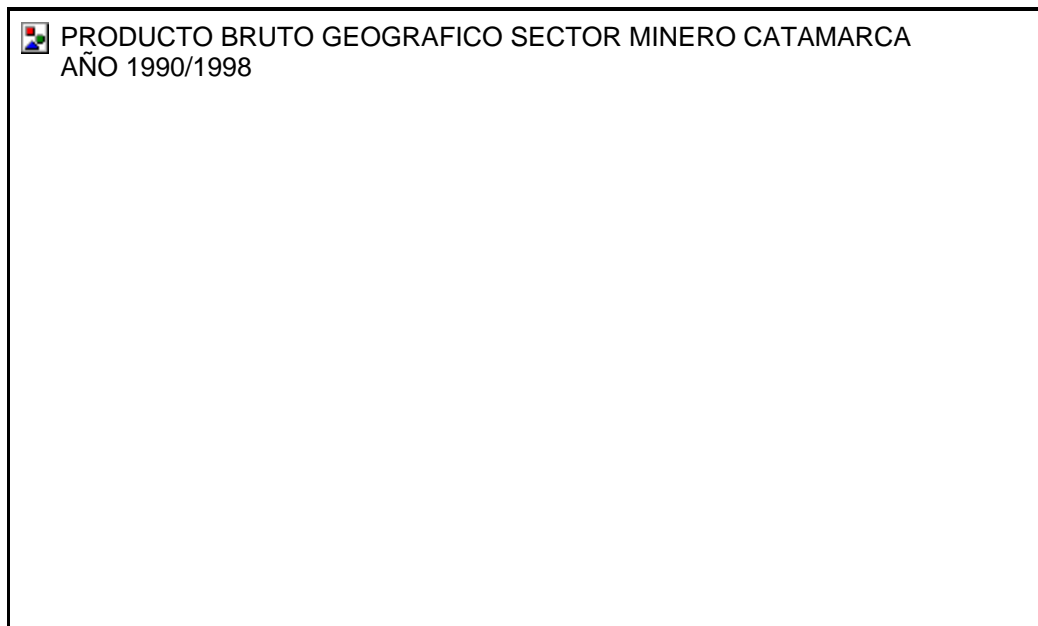 PRODUCTO BRUTO GEOGRAFICO SECTOR MINERO CATAMARCA
AÑO 1990/1998